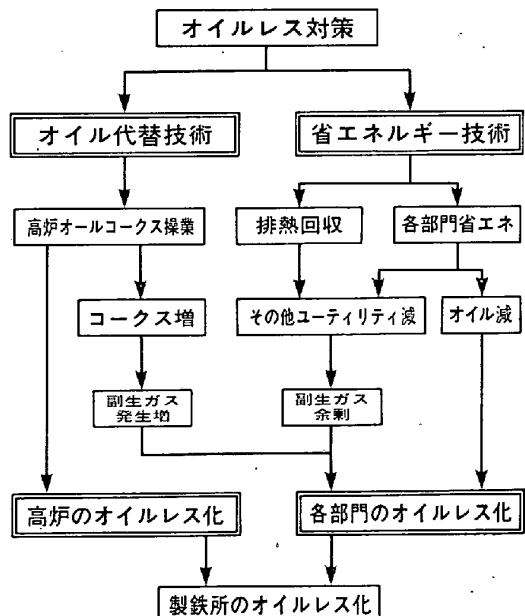 オイルレス対策
オイル代替技術
省エネルギー技術
高炉オールコークス操業
排熱回収
各部門省エネ
コークス増
その他ユーティリティ減
オイル減
副生ガス
発生増
副生ガス
余剰
高炉のオイルレス化
各部門のオイルレス化
製鉄所のオイルレス化